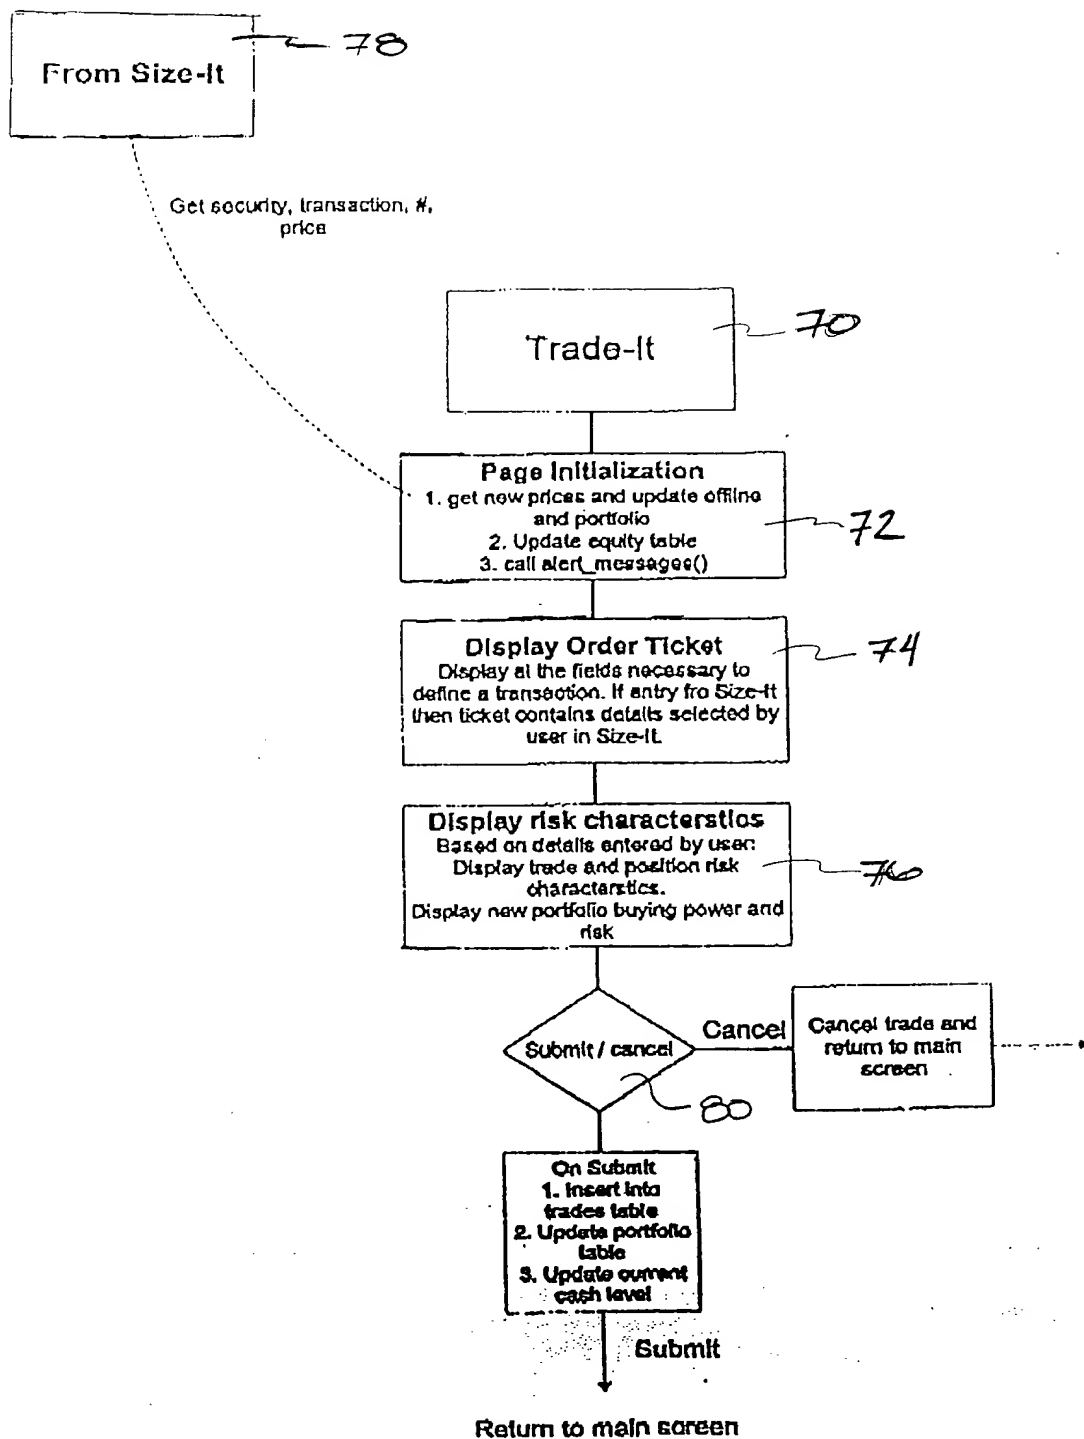 From Size-It
78
Get security, transaction, #,
price
Trade-It
70
Page Initialization
1. get new prices and update offline
and portfolio
2. Update equity table
3. call alert_messages()
72
Display Order Ticket
Display al the fields necessary to
define a transaction. If entry fro Size-It
then ticket contains details selected by
user in Size-It.
74
Display risk characterstics
Based on details entered by user:
Display trade and position risk
characterstics.
Display new portfolio buying power and
risk
76
Submit / cancel
Cancel
Cancel trade and
return to main
screen
80
On Submit
1. Insert into
trades table
2. Update portfolio
table
3. Update current
cash level
Submit
Return to main screen